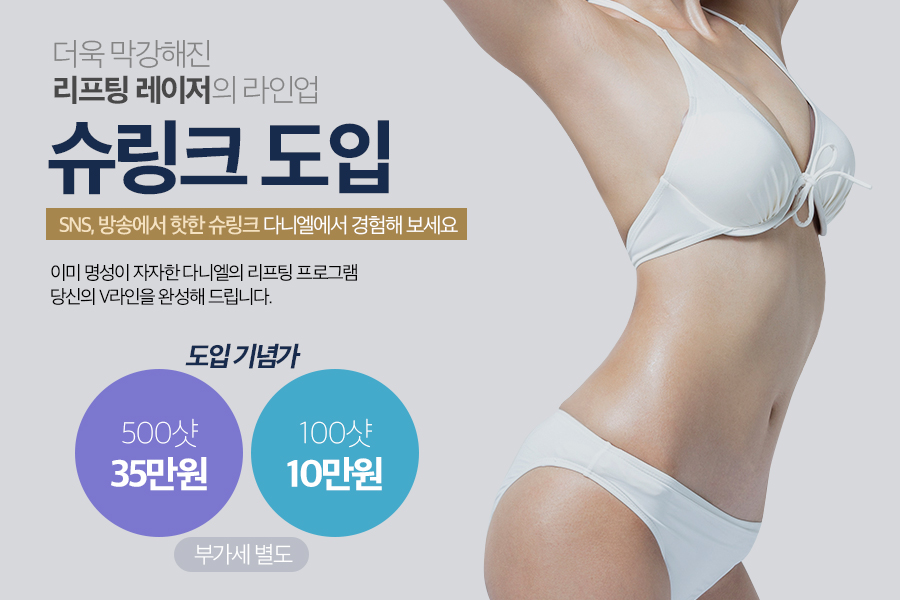 더욱 막강해진
리프팅 레이저의 라인업
슈링크 도입
SNS, 방송에서 핫한 슈링크 다니엘에서 경험해 보세요
이미 명성이 자자한 다니엘의 리프팅 프로그램
당신의 V라인을 완성해 드립니다.
도입 기념가
500샷
35만원
100샷
10만원
부가세 별도